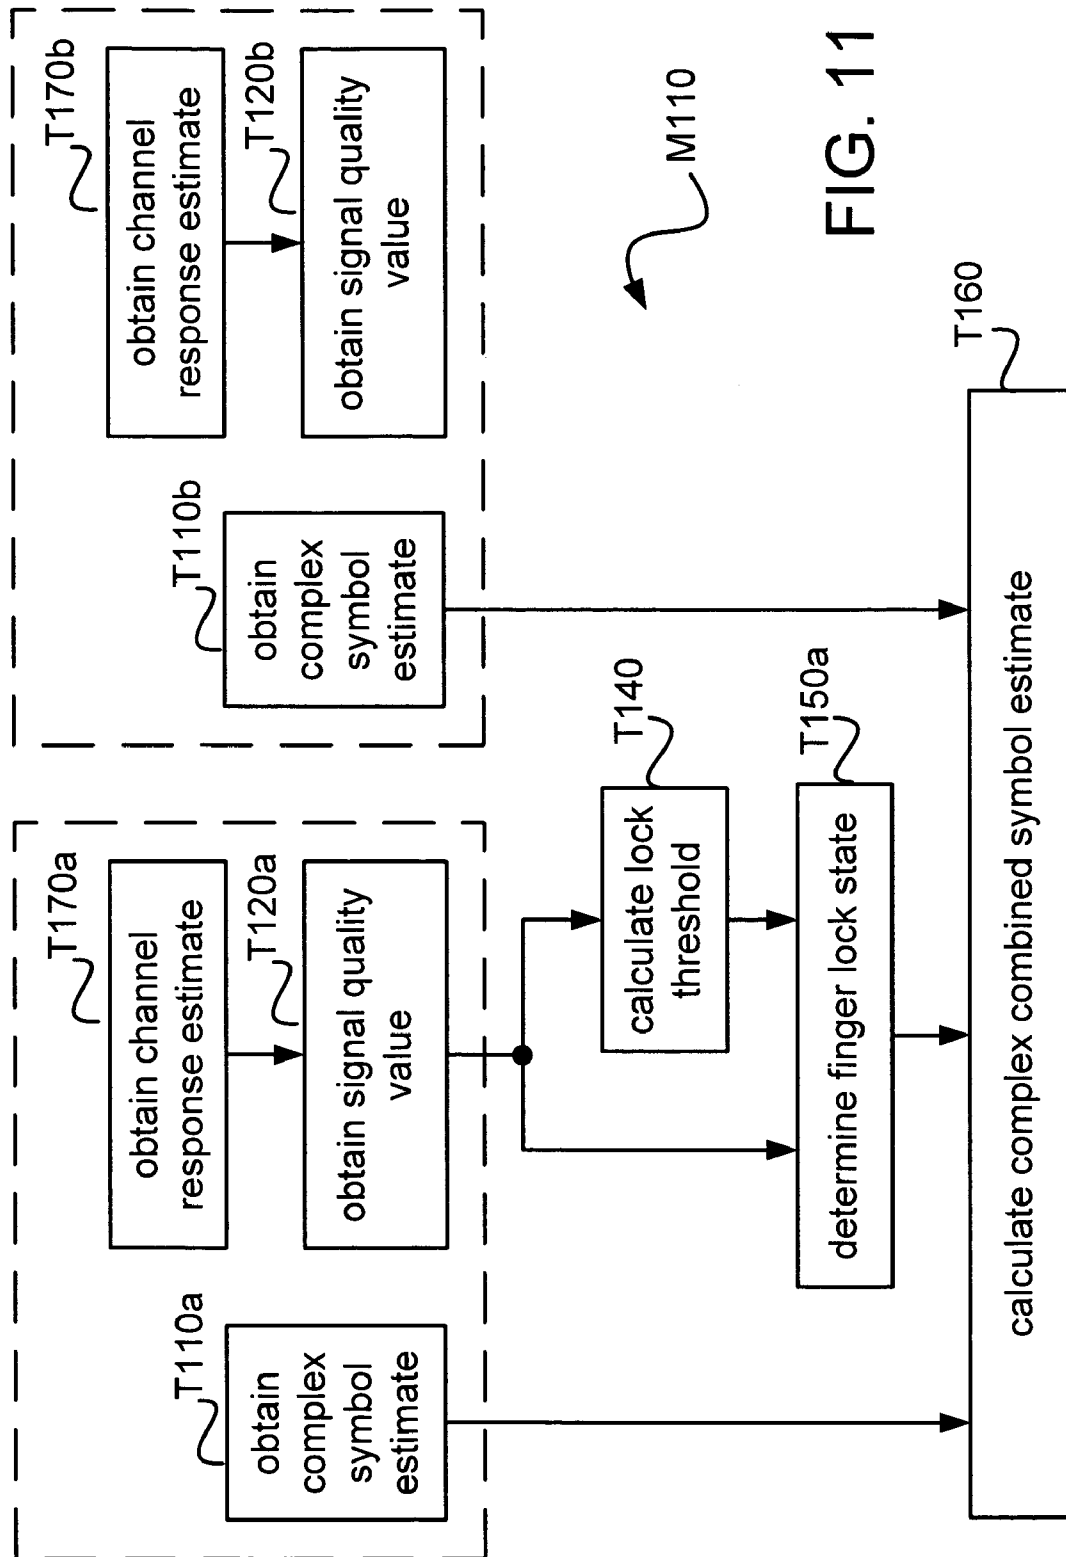 T170a
obtain channel
response estimate
T120a
obtain signal quality
value
T110a
obtain
complex
symbol
estimate
T170b
obtain channel
response estimate
T120b
obtain signal quality
value
T110b
obtain
complex
symbol
estimate
T140
calculate lock
threshold
T150a
determine finger lock state
T160
calculate complex combined symbol estimate
M110
FIG. 11